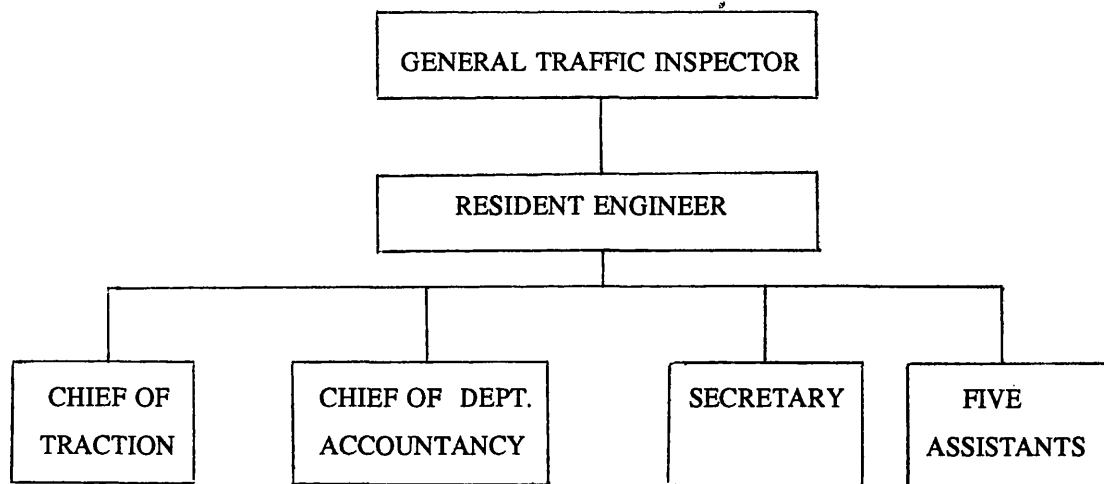 GENERAL TRAFFIC INSPECTOR
RESIDENT ENGINEER
CHIEF OF
TRACTION
CHIEF OF DEPT.
ACCOUNTANCY
SECRETARY
FIVE
ASSISTANTS